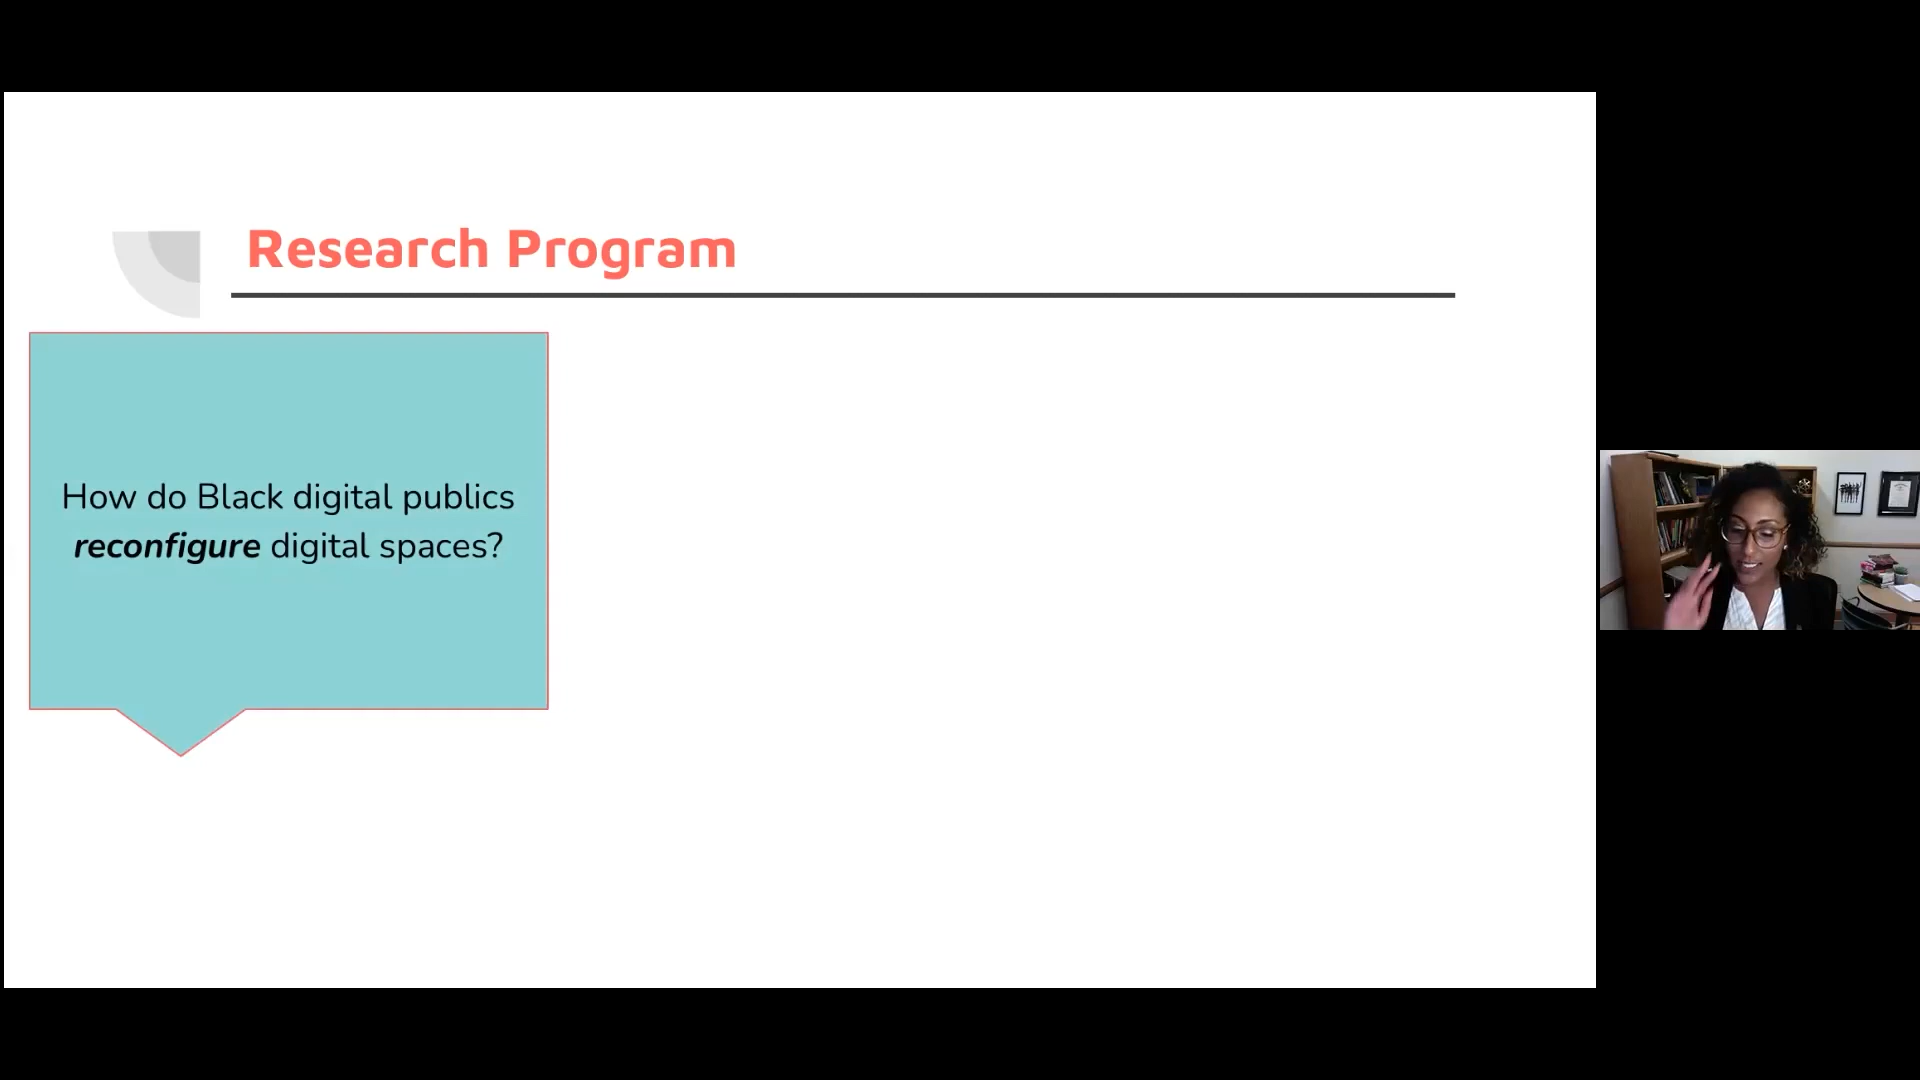 Research Program
How do Black digital publics
reconfigure digital spaces?